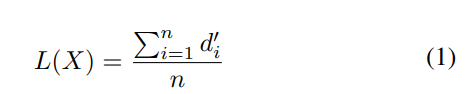 L(X) = \frac{\sum_{i=1}^{n} d'_i}{n} (1)